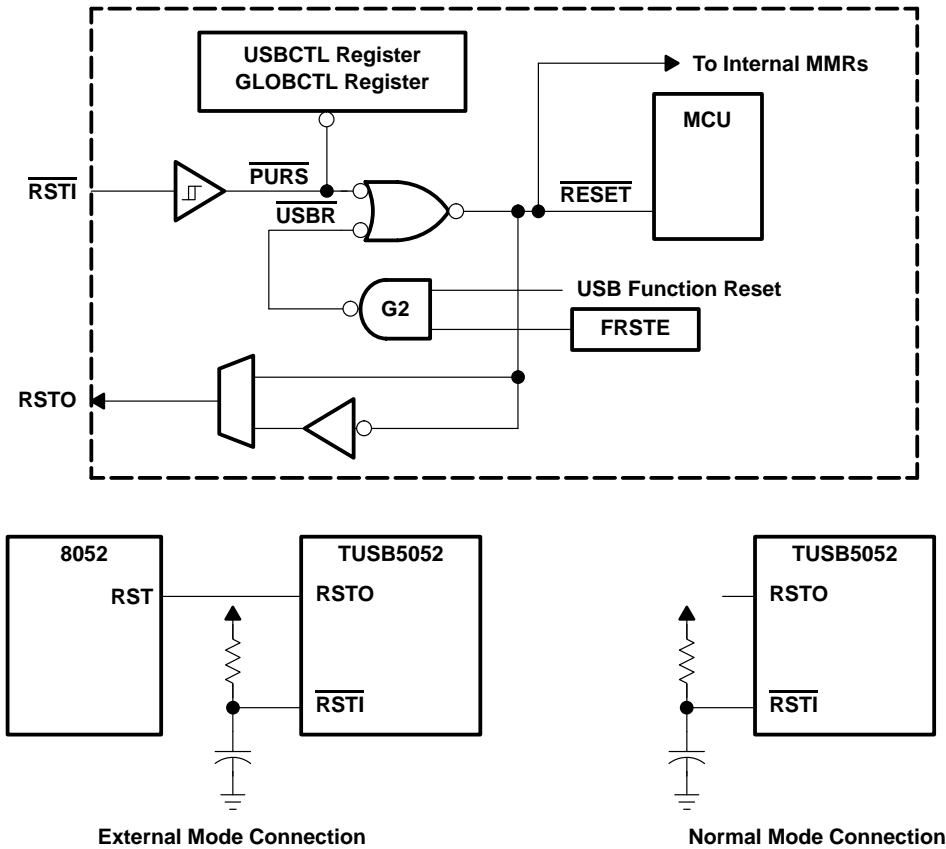 USBCTL Register
GLOBCTL Register
To Internal MMRs
MCU
RSTI
PURS
USBR
RESET
USB Function Reset
G2
FRSTE
RSTO
8052
RST
TUSB5052
RSTO
RSTI
External Mode Connection
TUSB5052
RSTO
RSTI
Normal Mode Connection